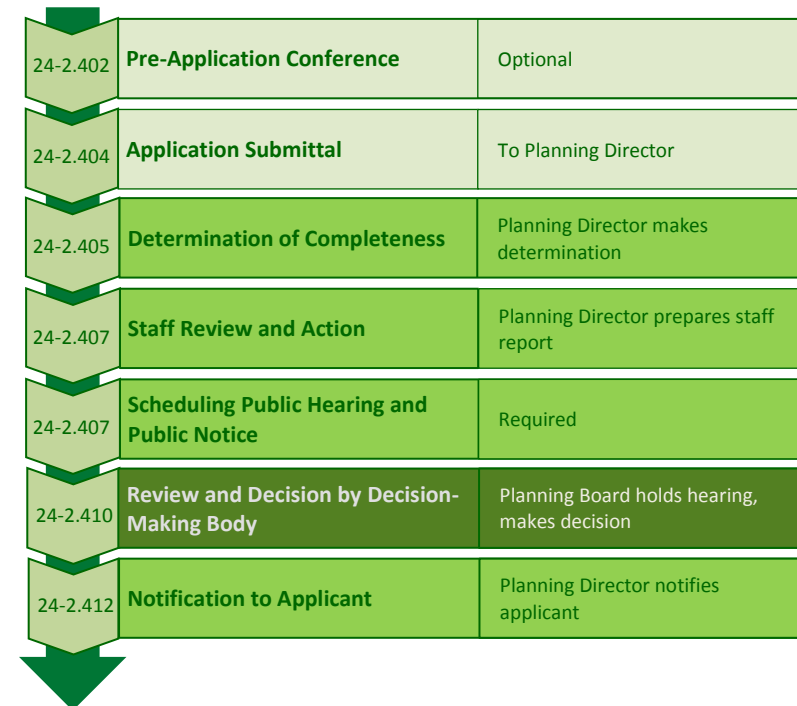 24-2.402
Pre-Application Conference
Optional
24-2.404
Application Submittal
To Planning Director
24-2.405
Determination of Completeness
Planning Director makes
determination
24-2.407
Staff Review and Action
Planning Director prepares staff
report
24-2.407
Scheduling Public Hearing and
Public Notice
Required
24-2.410
Review and Decision by Decision-
Making Body
Planning Board holds hearing,
makes decision
24-2.412
Notification to Applicant
Planning Director notifies
applicant